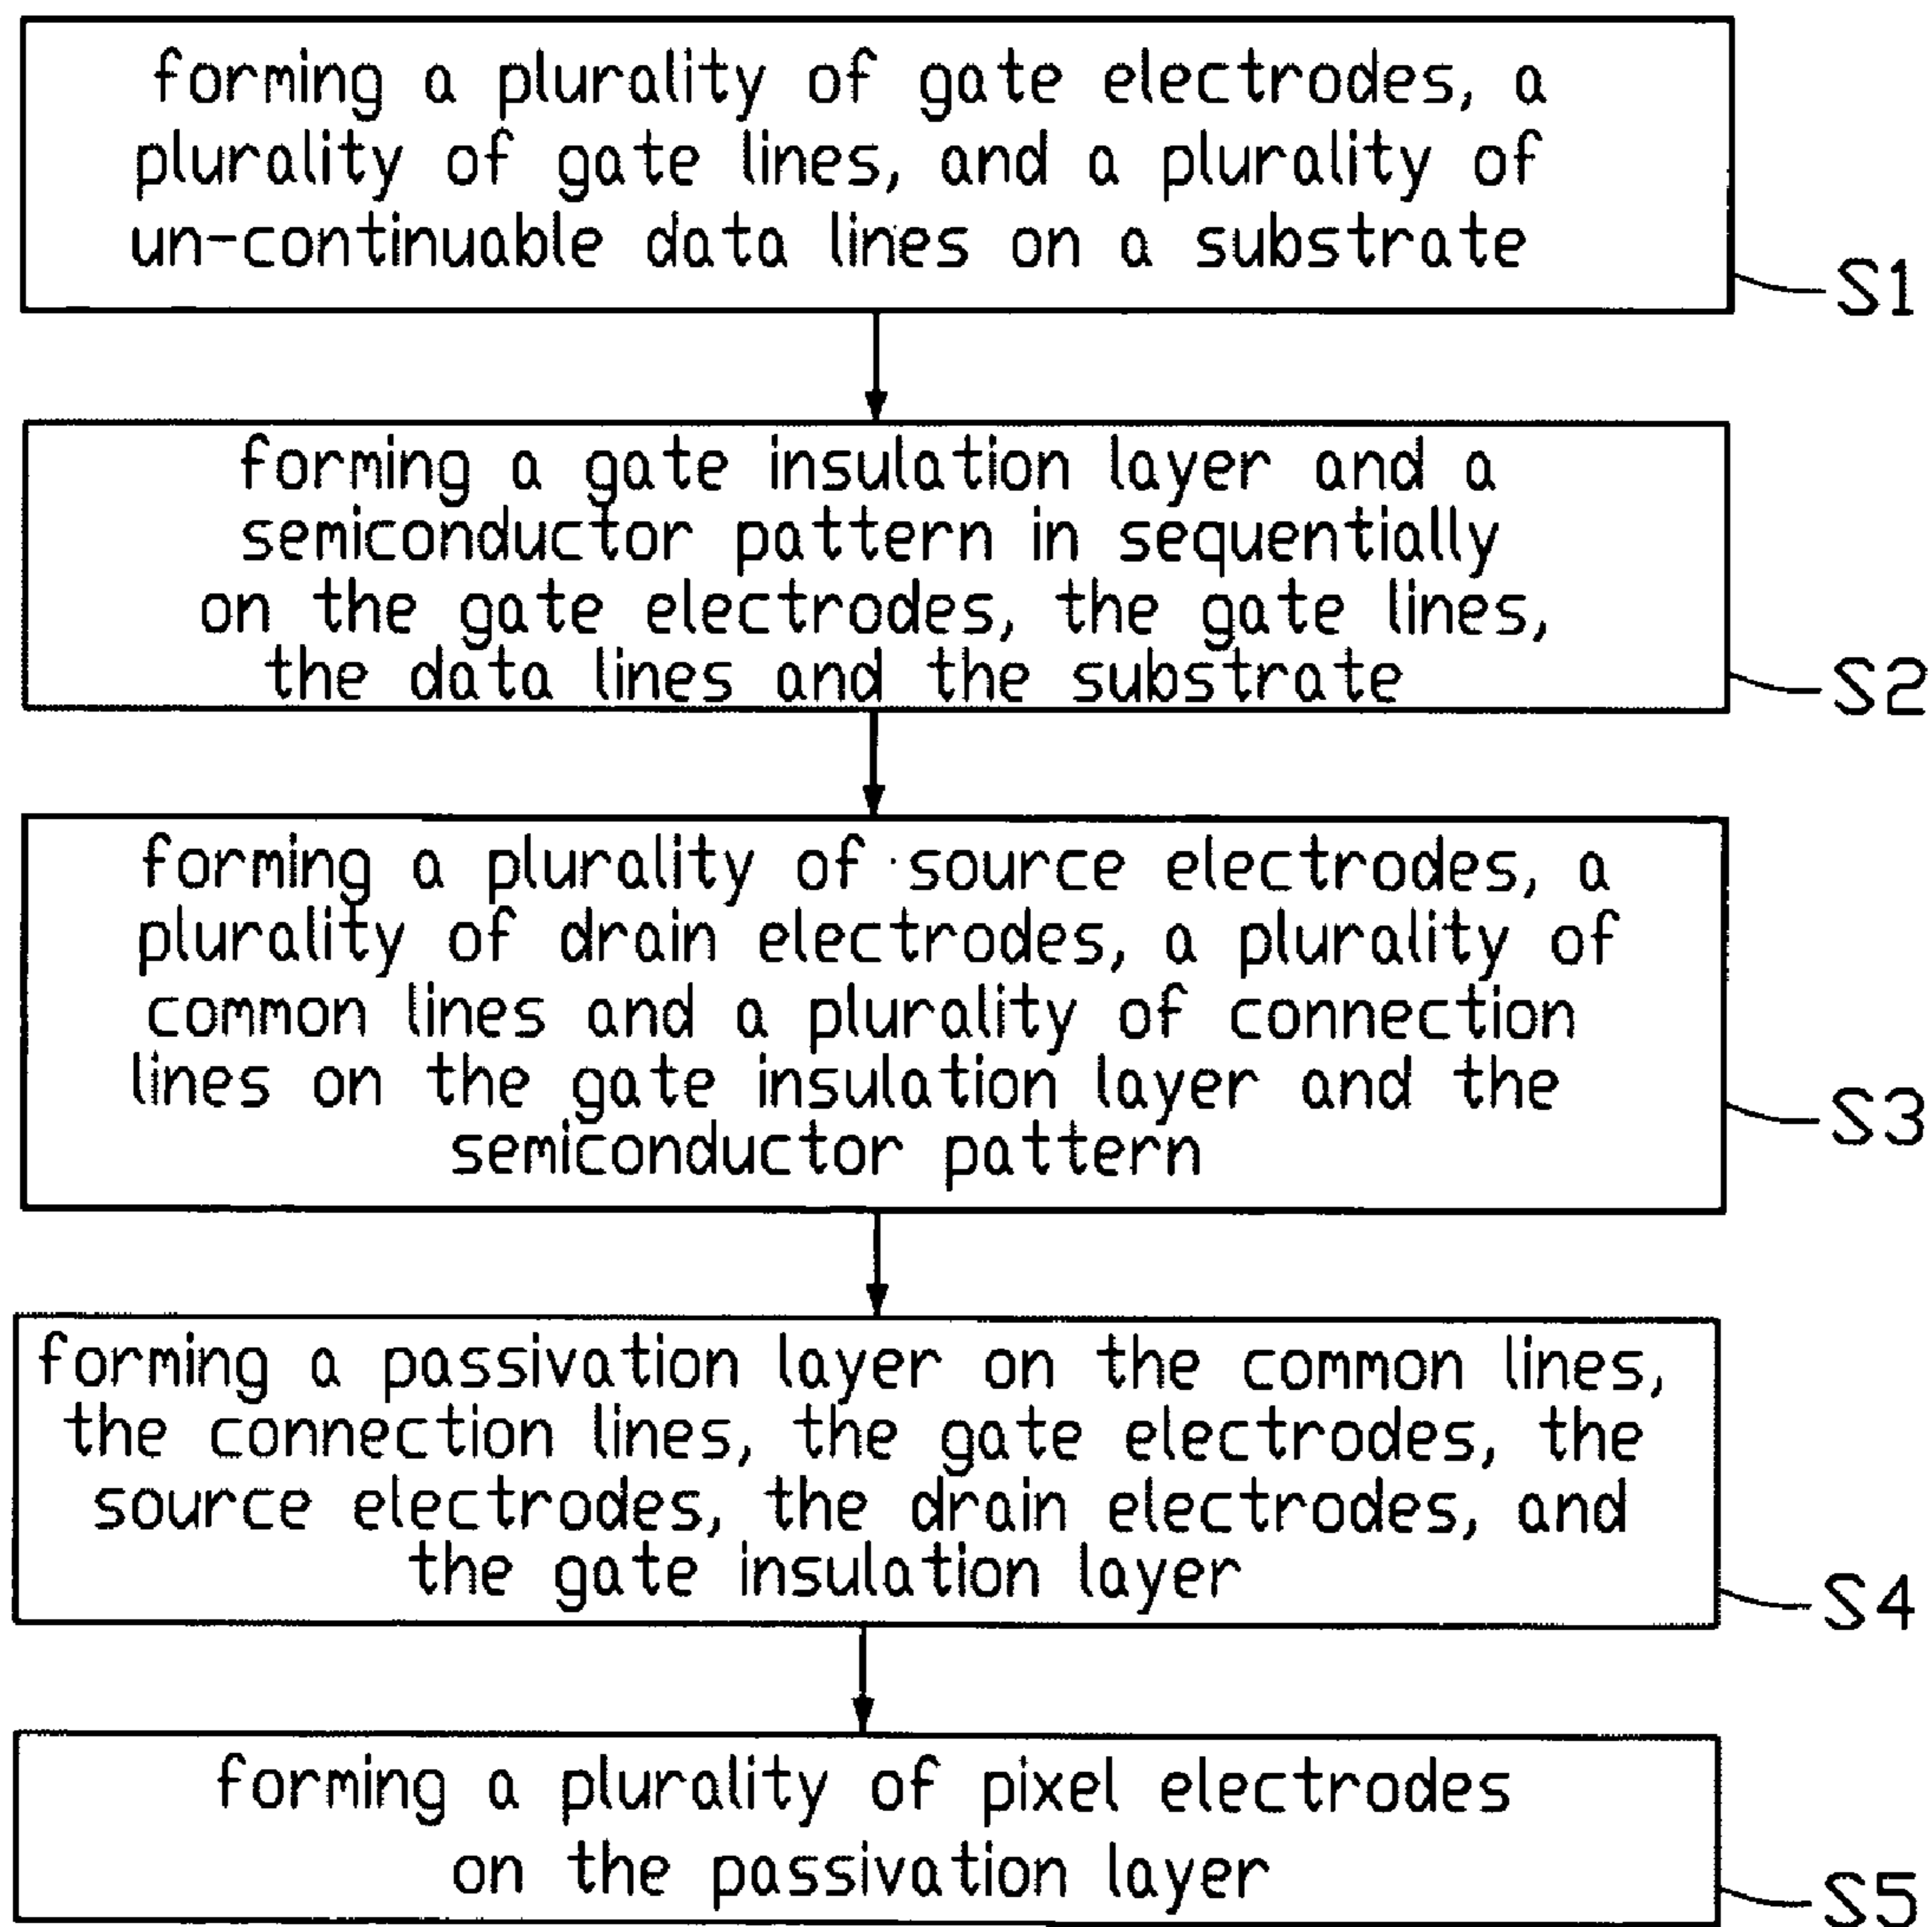 forming a plurality of gate electrodes, a
plurality of gate lines, and a plurality of
un-continuable data lines on a substrate
S1
forming a gate insulation layer and a
semiconductor pattern in sequentially
on the gate electrodes, the gate lines,
the data lines and the substrate
S2
forming a plurality of source electrodes, a
plurality of drain electrodes, a plurality of
common lines and a plurality of connection
lines on the gate insulation layer and the
semiconductor pattern
S3
forming a passivation layer on the common lines,
the connection lines, the gate electrodes, the
source electrodes, the drain electrodes, and
the gate insulation layer
S4
forming a plurality of pixel electrodes
on the passivation layer
S5